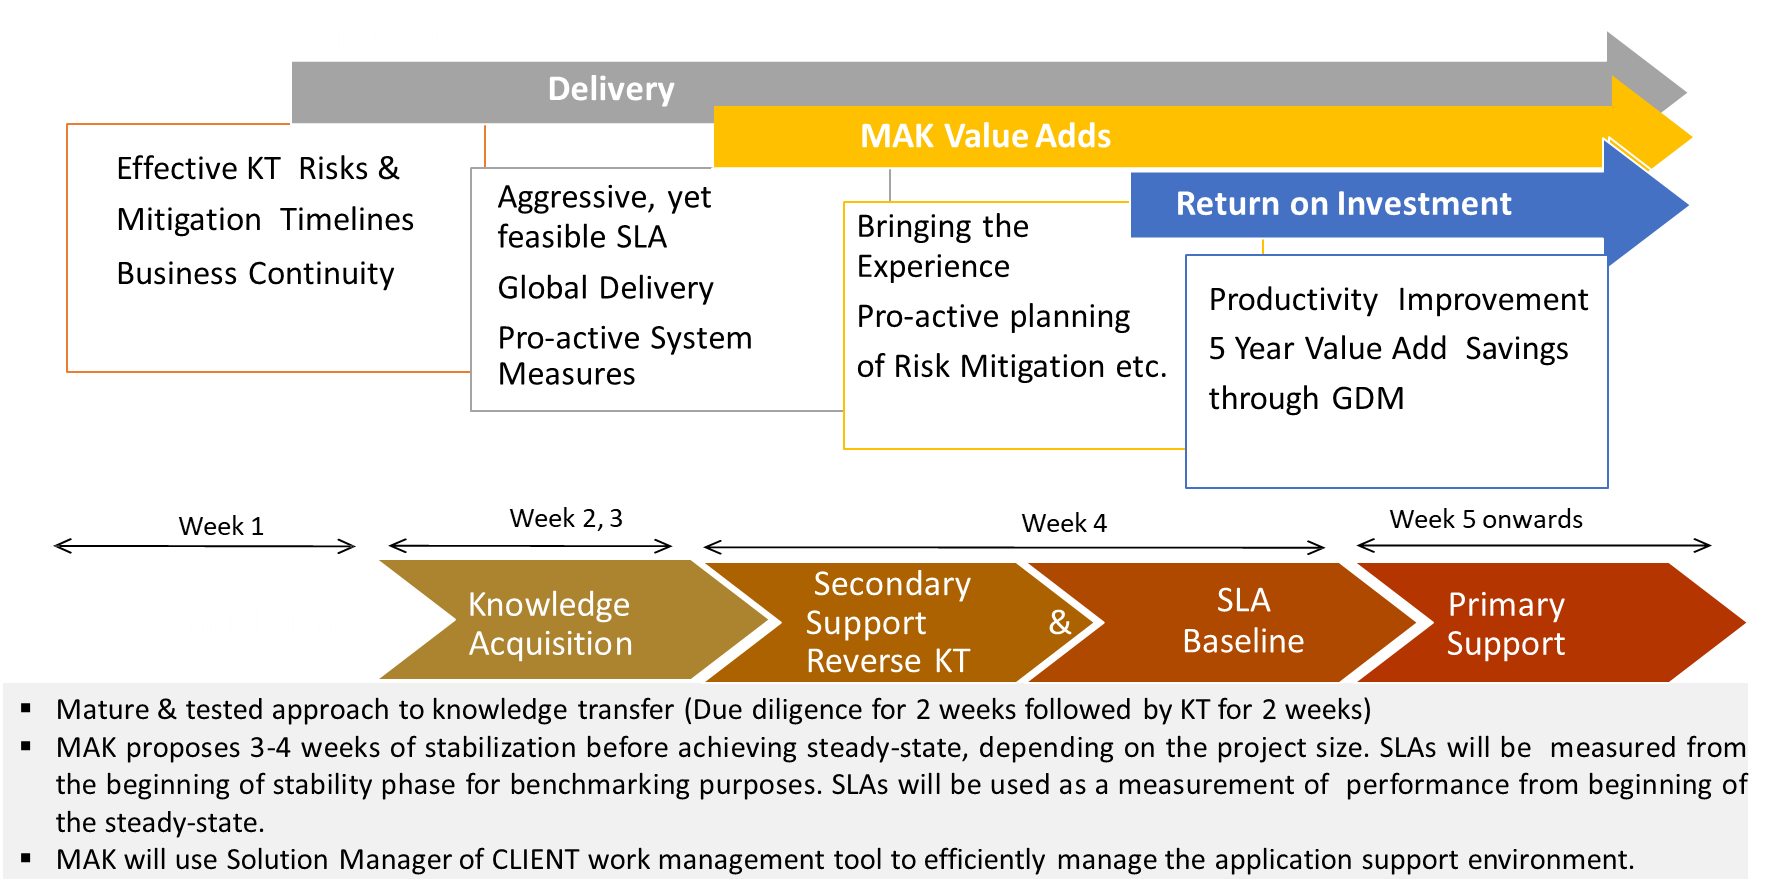 Delivery
MAK Value Adds
Return on Investment
Effective KT Risks &
Mitigation Timelines
Business Continuity
Aggressive, yet
feasible SLA
Global Delivery
Pro-active System
Measures
Bringing the
Experience
Pro-active planning
of Risk Mitigation etc.
Productivity Improvement
5 Year Value Add Savings
through GDM
Week 1
Week 2, 3
Week 4
Week 5 onwards
Knowledge
Acquisition
Secondary
Support &
Reverse KT
SLA
Baseline
Primary
Support
▪ Mature & tested approach to knowledge transfer (Due diligence for 2 weeks followed by KT for 2 weeks)
▪ MAK proposes 3-4 weeks of stabilization before achieving steady-state, depending on the project size. SLAs will be measured from
the beginning of stability phase for benchmarking purposes. SLAs will be used as a measurement of performance from beginning of
the steady-state.
▪ MAK will use Solution Manager of CLIENT work management tool to efficiently manage the application support environment.